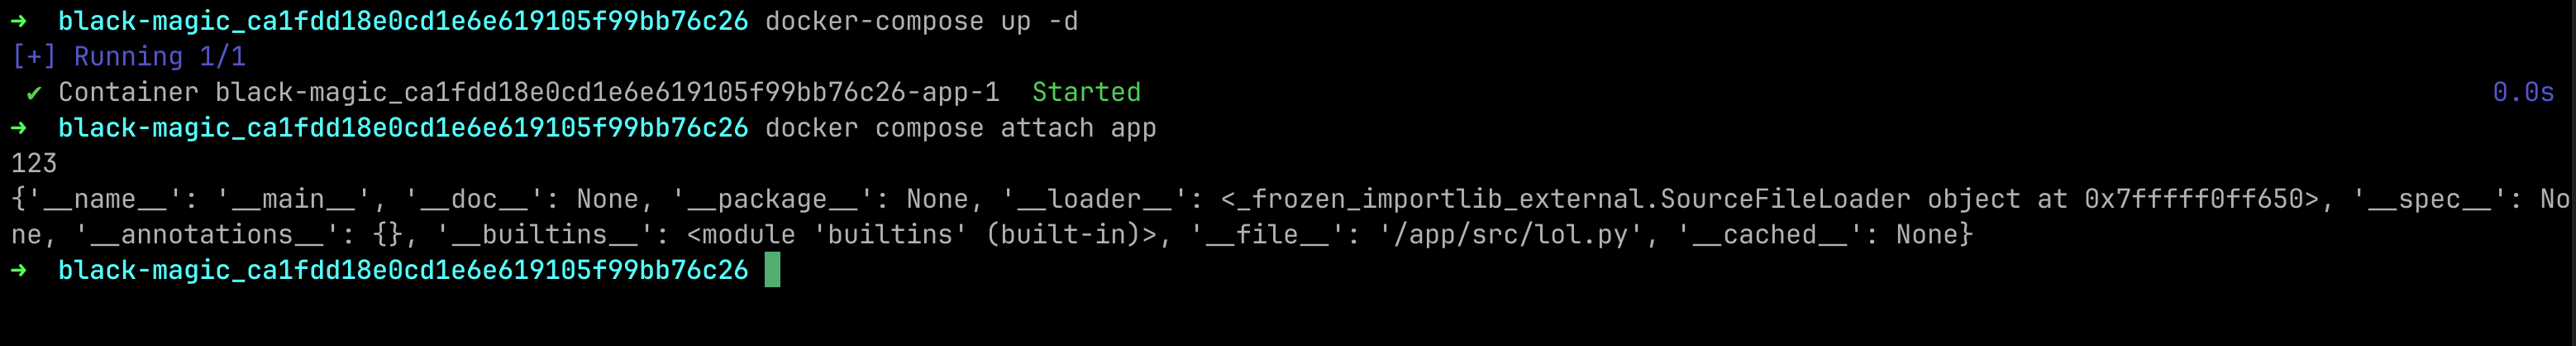 → black-magic_ca1fdd18e0cd1e6e619105f99bb76c26 docker-compose up -d
[+] Running 1/1
✔ Container black-magic_ca1fdd18e0cd1e6e619105f99bb76c26-app-1 Started 0.0s
→ black-magic_ca1fdd18e0cd1e6e619105f99bb76c26 docker compose attach app
123
{'__name__': '__main__', '__doc__': None, '__package__': None, '__loader__': <_frozen_importlib_external.SourceFileLoader object at 0x7fffff0ff650>, '__spec__': No
ne, '__annotations__': {}, '__builtins__': <module 'builtins' (built-in)>, '__file__': '/app/src/lol.py', '__cached__': None}
→ black-magic_ca1fdd18e0cd1e6e619105f99bb76c26